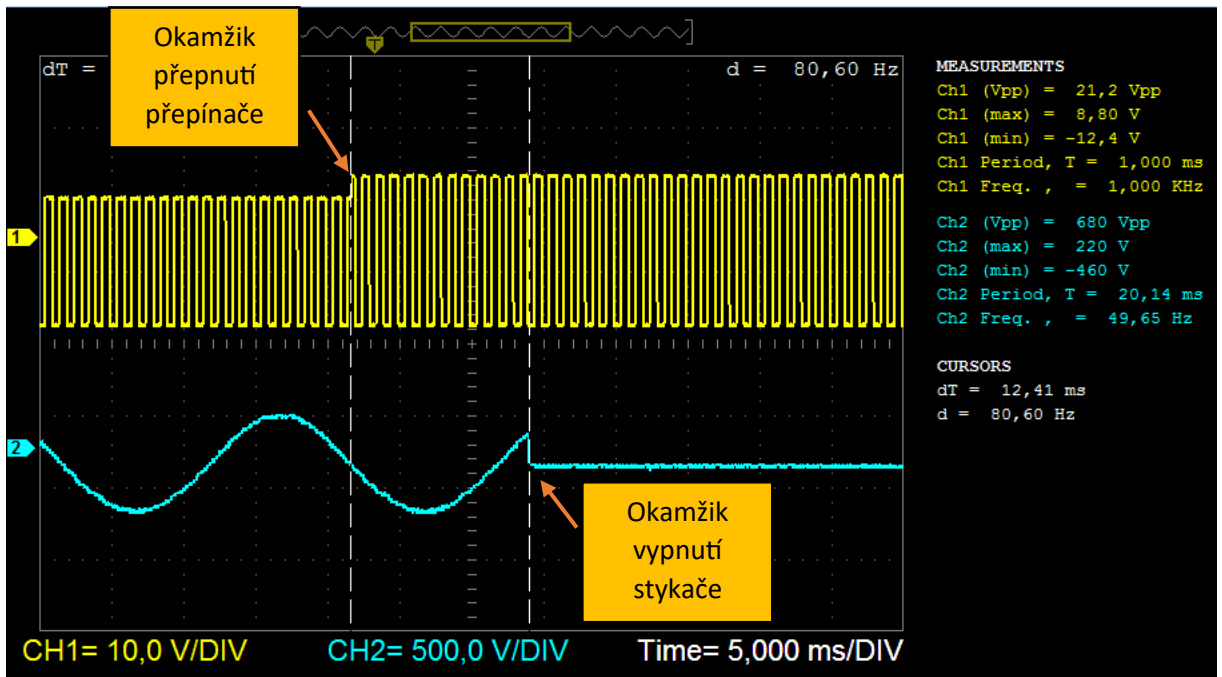 Okamžik
přepnutí
přepínače
T
dT =
d = 80,60 Hz
1
2
Okamžik
vypnutí
stykače
CH1= 10,0 V/DIV CH2= 500,0 V/DIV Time= 5,000 ms/DIV
MEASUREMENTS
Ch1 (Vpp) = 21,2 Vpp
Ch1 (max) = 8,80 V
Ch1 (min) = -12,4 V
Ch1 Period, T = 1,000 ms
Ch1 Freq. , = 1,000 KHz
Ch2 (Vpp) = 680 Vpp
Ch2 (max) = 220 V
Ch2 (min) = -460 V
Ch2 Period, T = 20,14 ms
Ch2 Freq. , = 49,65 Hz
CURSORS
dT = 12,41 ms
d = 80,60 Hz